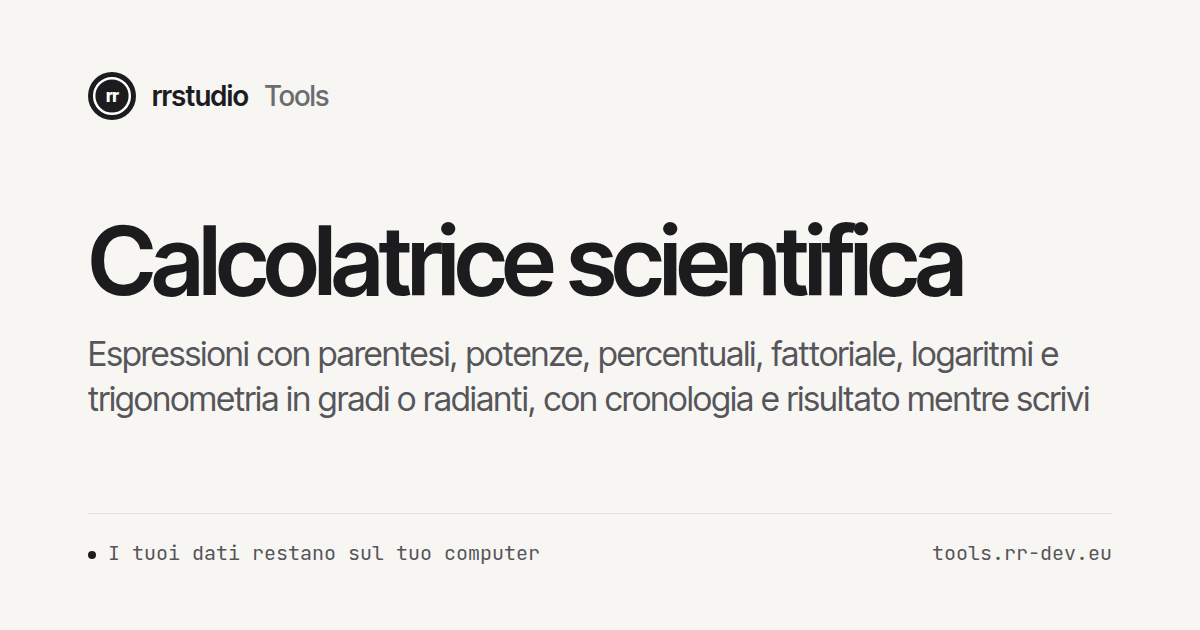 rr rrstudio Tools
Calcolatrice scientifica
Espressioni con parentesi, potenze, percentuali, fattoriale, logaritmi e
trigonometria in gradi o radianti, con cronologia e risultato mentre scrivi
I tuoi dati restano sul tuo computer
tools.rr-dev.eu